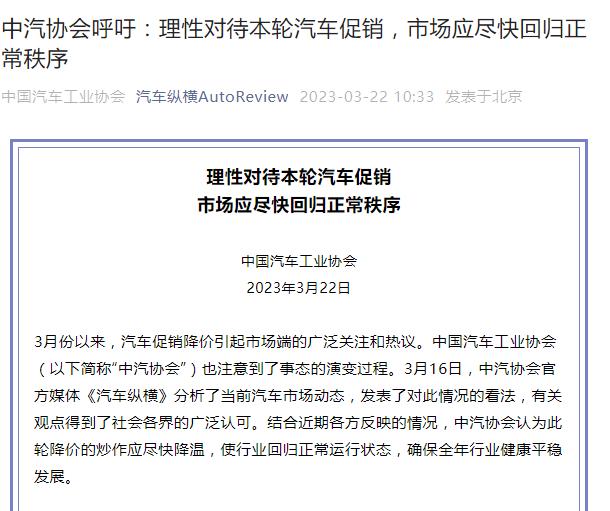 中汽协会呼吁：理性对待本轮汽车促销，市场应尽快回归正
常秩序
中国汽车工业协会 汽车纵横AutoReview 2023-03-22 10:33 发表于北京
理性对待本轮汽车促销
市场应尽快回归正常秩序
中国汽车工业协会
2023年3月22日
3月份以来，汽车促销降价引起市场端的广泛关注和热议。中国汽车工业协会
（以下简称“中汽协会”）也注意到了事态的演变过程。3月16日，中汽协会官
方媒体《汽车纵横》分析了当前汽车市场动态，发表了对此情况的看法，有关
观点得到了社会各界的广泛认可。结合近期各方反映的情况，中汽协会认为此
轮降价的炒作应尽快降温，使行业回归正常运行状态，确保全年行业健康平稳
发展。